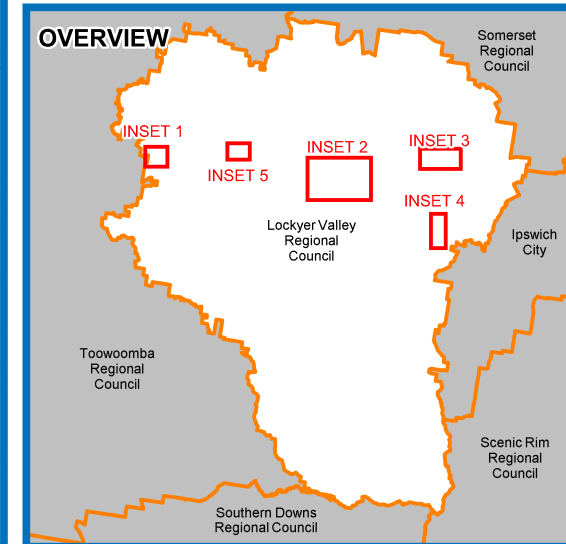 OVERVIEW
Somerset
Regional
Council
INSET 1
INSET 2
INSET 3
INSET 5
INSET 4
Lockyer Valley
Regional
Council
Ipswich
City
Toowoomba
Regional
Council
Scenic Rim
Regional
Council
Southern Downs
Regional Council